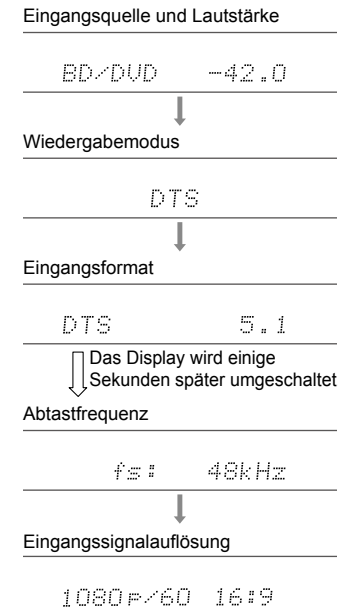 Eingangsquelle und Lautstärke
BD/DVD -42.0
Wiedergabemodus
DTS
Eingangsformat
DTS 5.1
Das Display wird einige
Sekunden später umgeschaltet
Abtastfrequenz
fs: 48kHz
Eingangssignalauflösung
1080p/60 16:9